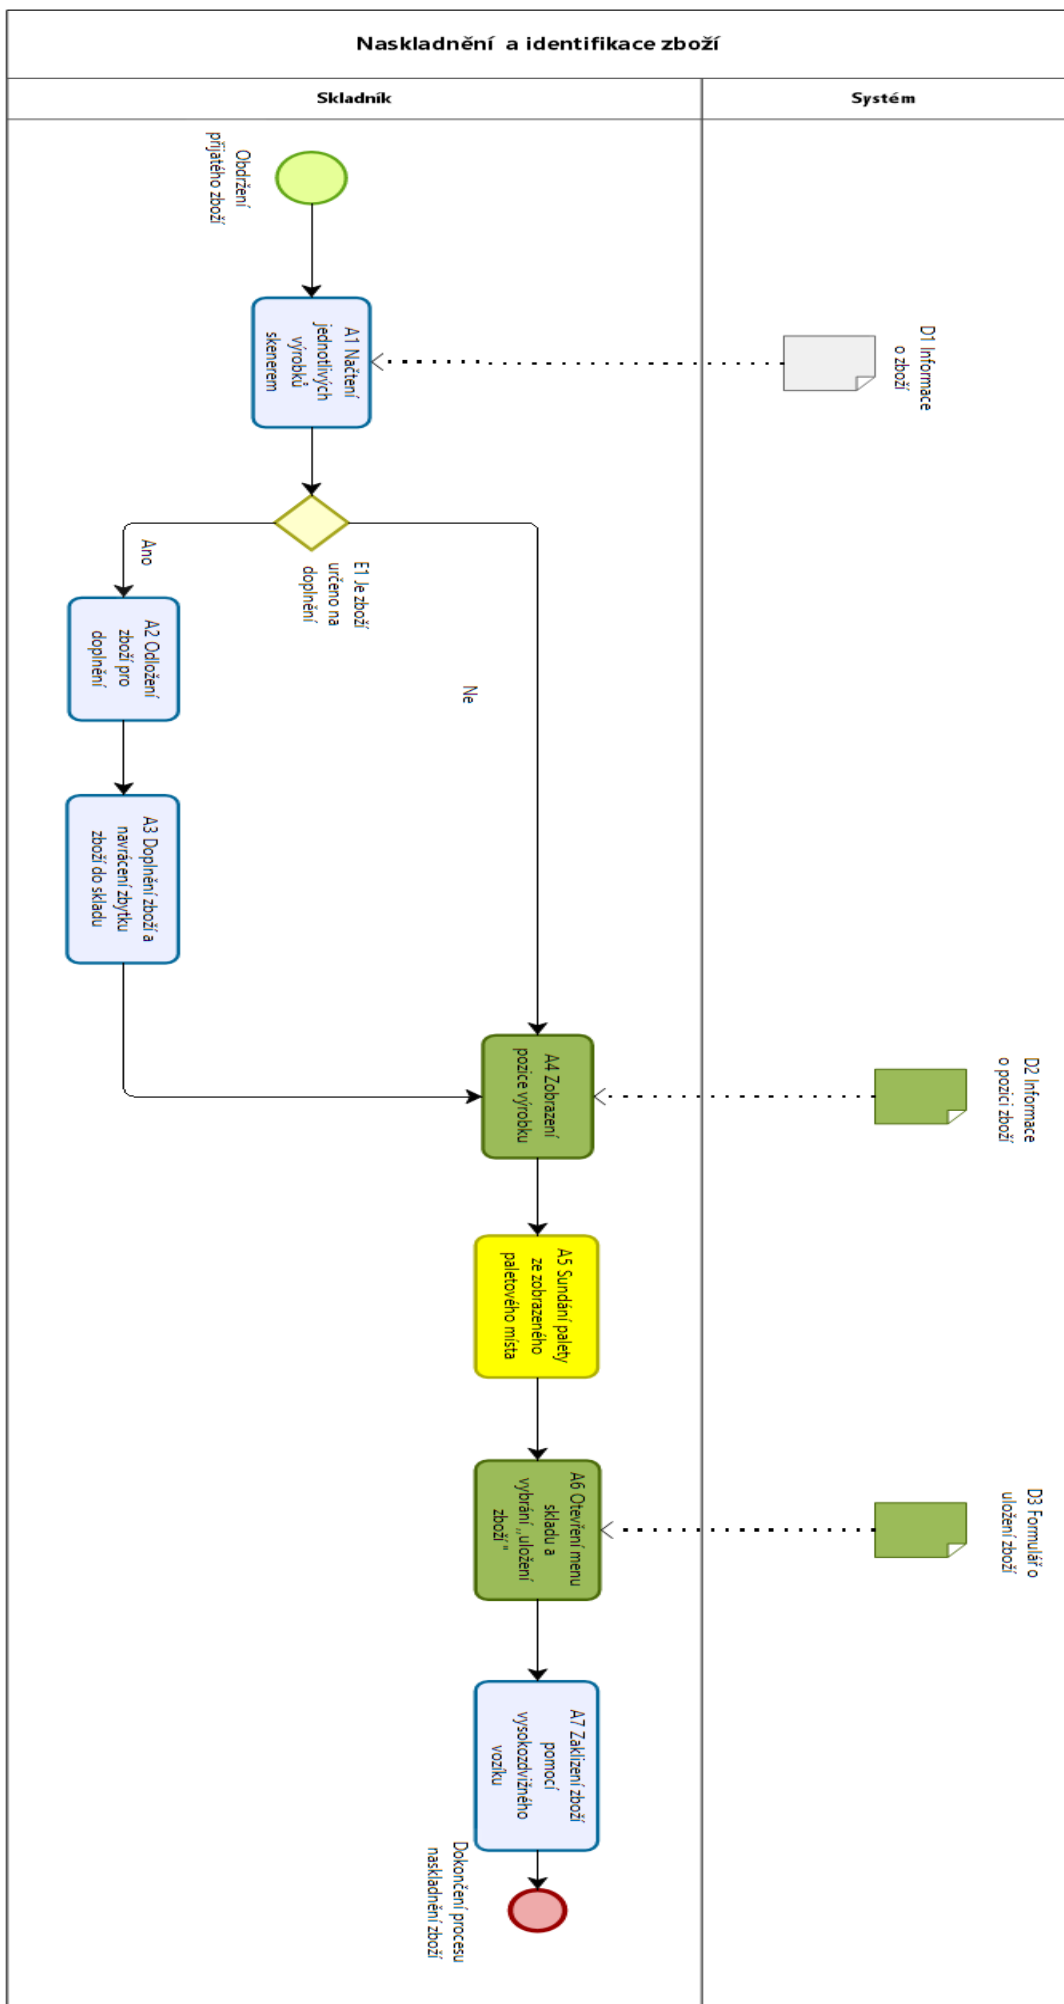 Naskladnění a identifikace zboží
Skladník
Systém
Obdržení
přijatého zboží
A1 Načtení
jednotlivých
výrobků
skenerem
D1 Informace
o zboží
E1 Je zboží
určeno na
doplnění
Ano
Ne
A2 Odložení
zboží pro
doplnění
A3 Doplnění zboží a
navrácení zbytku
zboží do skladu
A4 Zobrazení
pozice výrobku
D2 Informace
o pozici zboží
A5 Sundání palety
ze zobrazeného
paletového místa
A6 Otevření menu
skladu a
vybrání „uložení
zboží"
D3 Formulář o
uložení zboží
A7 Zaklizení zboží
pomocí
vysokozdvižného
vozíku
Dokončení procesu
naskladnění zboží